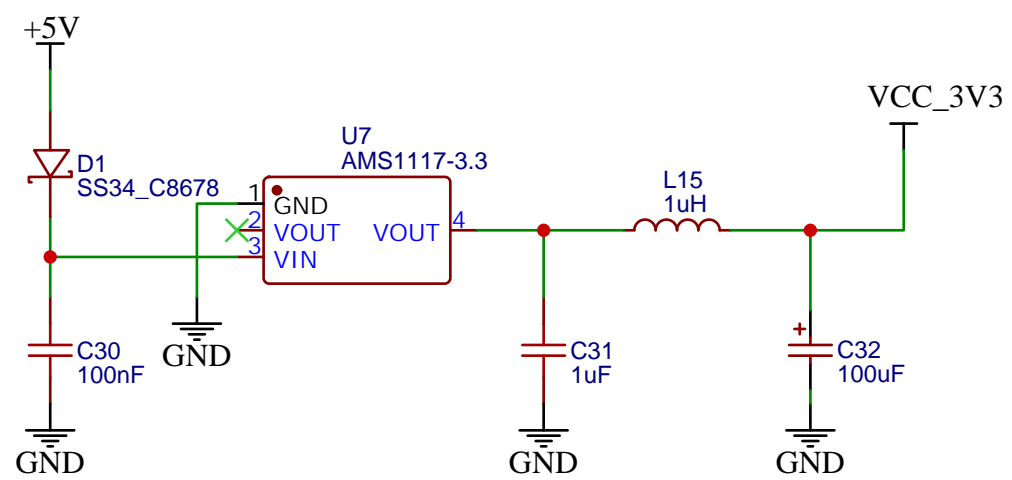 +5V
VCC_3V3
U7
AMS1117-3.3
D1
SS34_C8678
L15
1uH
1
GND
2
VOUT
VOUT
4
3
VIN
+
GND
C30
100nF
C31
1uF
C32
100uF
GND
GND
GND